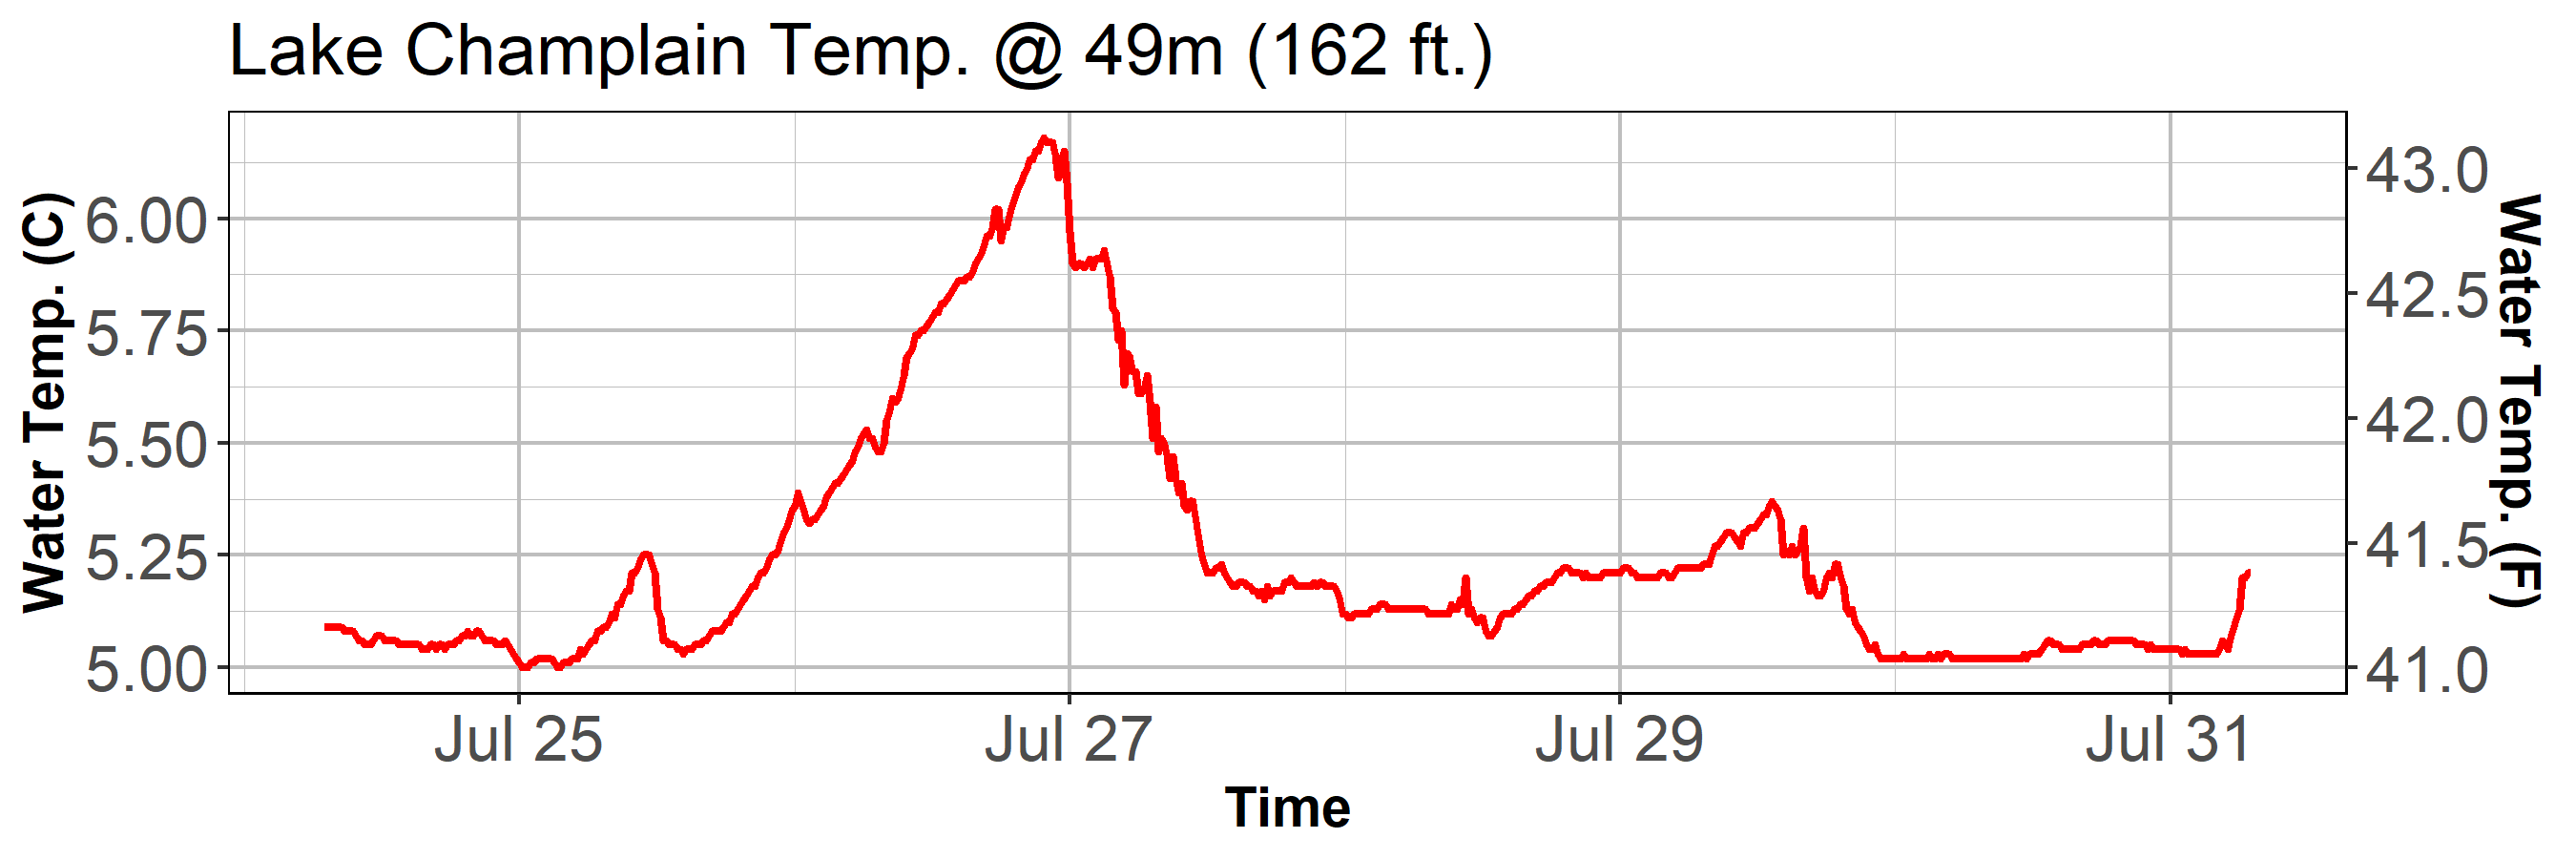 Lake Champlain Temp. @ 49m (162 ft.)
Water Temp. (C)
6.00
5.75
5.50
5.25
5.00
43.0
42.5
42.0
41.5
41.0
Water Temp. (F)
Jul 25 Jul 27 Jul 29 Jul 31
Time